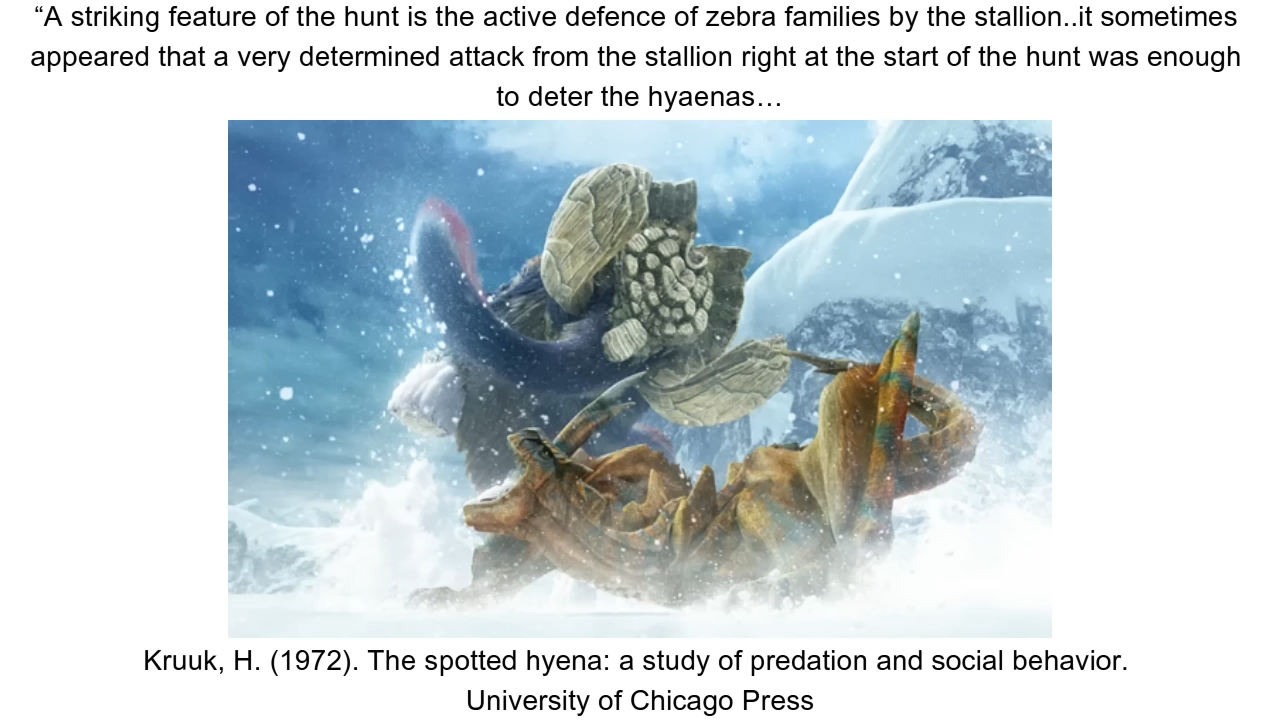 “A striking feature of the hunt is the active defence of zebra families by the stallion..it sometimes
appeared that a very determined attack from the stallion right at the start of the hunt was enough
to deter the hyaenas…
Kruuk, H. (1972). The spotted hyena: a study of predation and social behavior.
University of Chicago Press